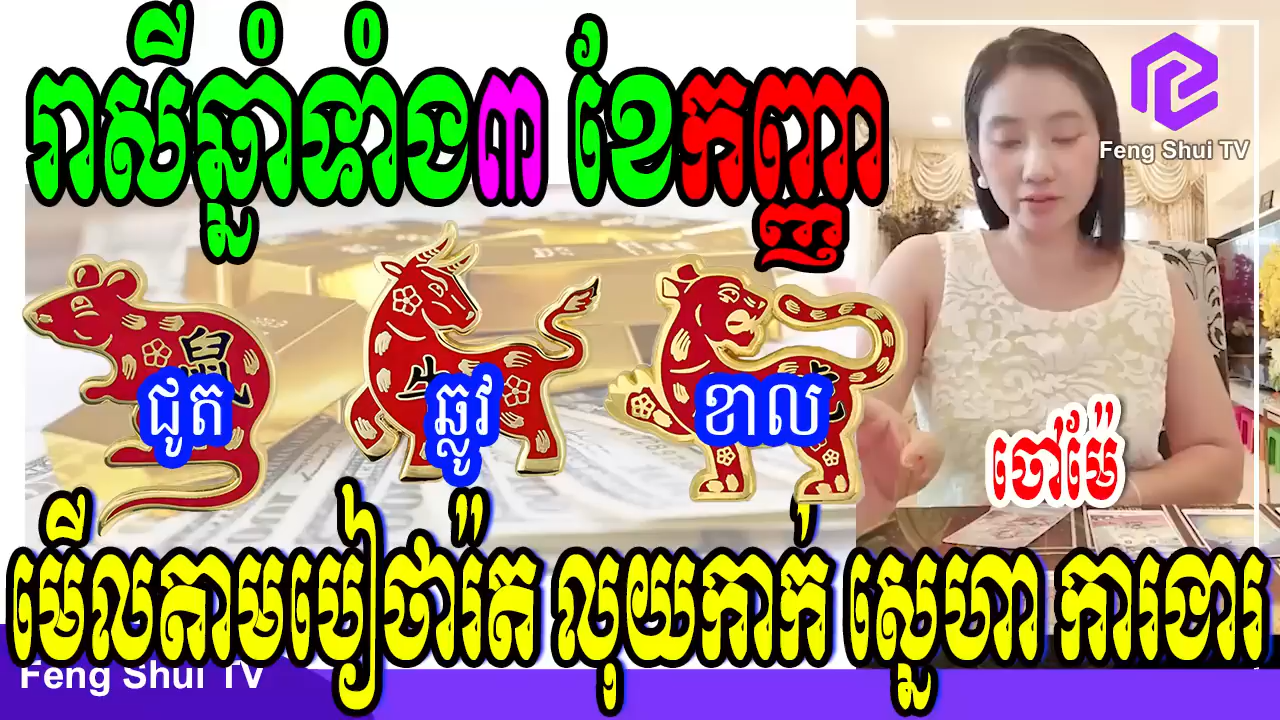 រាសីឆ្នាំទាំង៣ ខែកញ្ញា
Feng Shui TV
鼠
ជូត
ឆ្លូវ
ខាល
ចៅម៉ែ
មើលតាមបៀថារ៉ត លុយកាក់ ស្នេហា ការងារ
Feng Shui TV